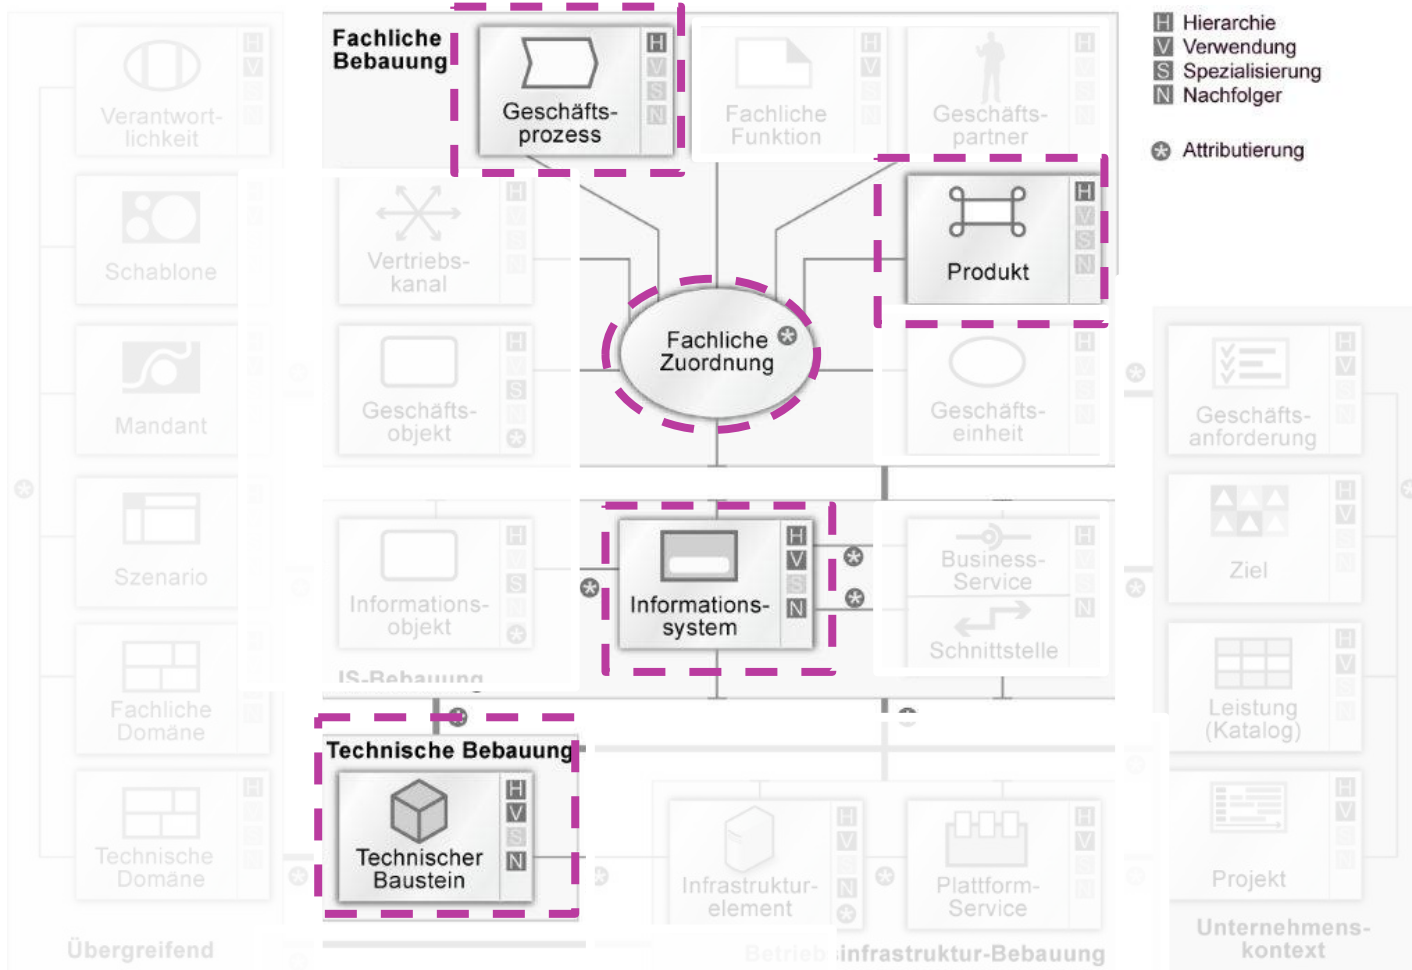 Fachliche
Bebauung
Geschäfts-
prozess
H
V
S
N
Fachliche
Funktion
H
V
S
N
Geschäfts-
partner
H
V
S
N
H Hierarchie
V Verwendung
S Spezialisierung
N Nachfolger
Attributierung
Verantwort-
lichkeit
H
V
S
N
Schablone
Vertriebs-
kanal
H
V
S
N
Produkt
H
V
S
N
Fachliche
Zuordnung
Mandant
Geschäfts-
objekt
H
V
S
N
Geschäfts-
einheit
H
V
S
N
Geschäfts-
anforderung
H
V
S
N
Szenario
Informations-
objekt
H
V
S
N
Informations-
system
H
V
S
N
Business-
Service
Schnittstelle
H
V
N
Ziel
H
V
S
N
IS-Bebauung
Fachliche
Domäne
Leistung
(Katalog)
H
V
S
N
Technische Bebauung
Technischer
Baustein
H
V
S
N
Technische
Domäne
H
V
S
N
Infrastruktur-
element
H
V
S
N
Plattform-
Service
H
V
S
N
Projekt
H
V
S
N
Übergreifend
Betriebsinfrastruktur-Bebauung
Unternehmens-
kontext